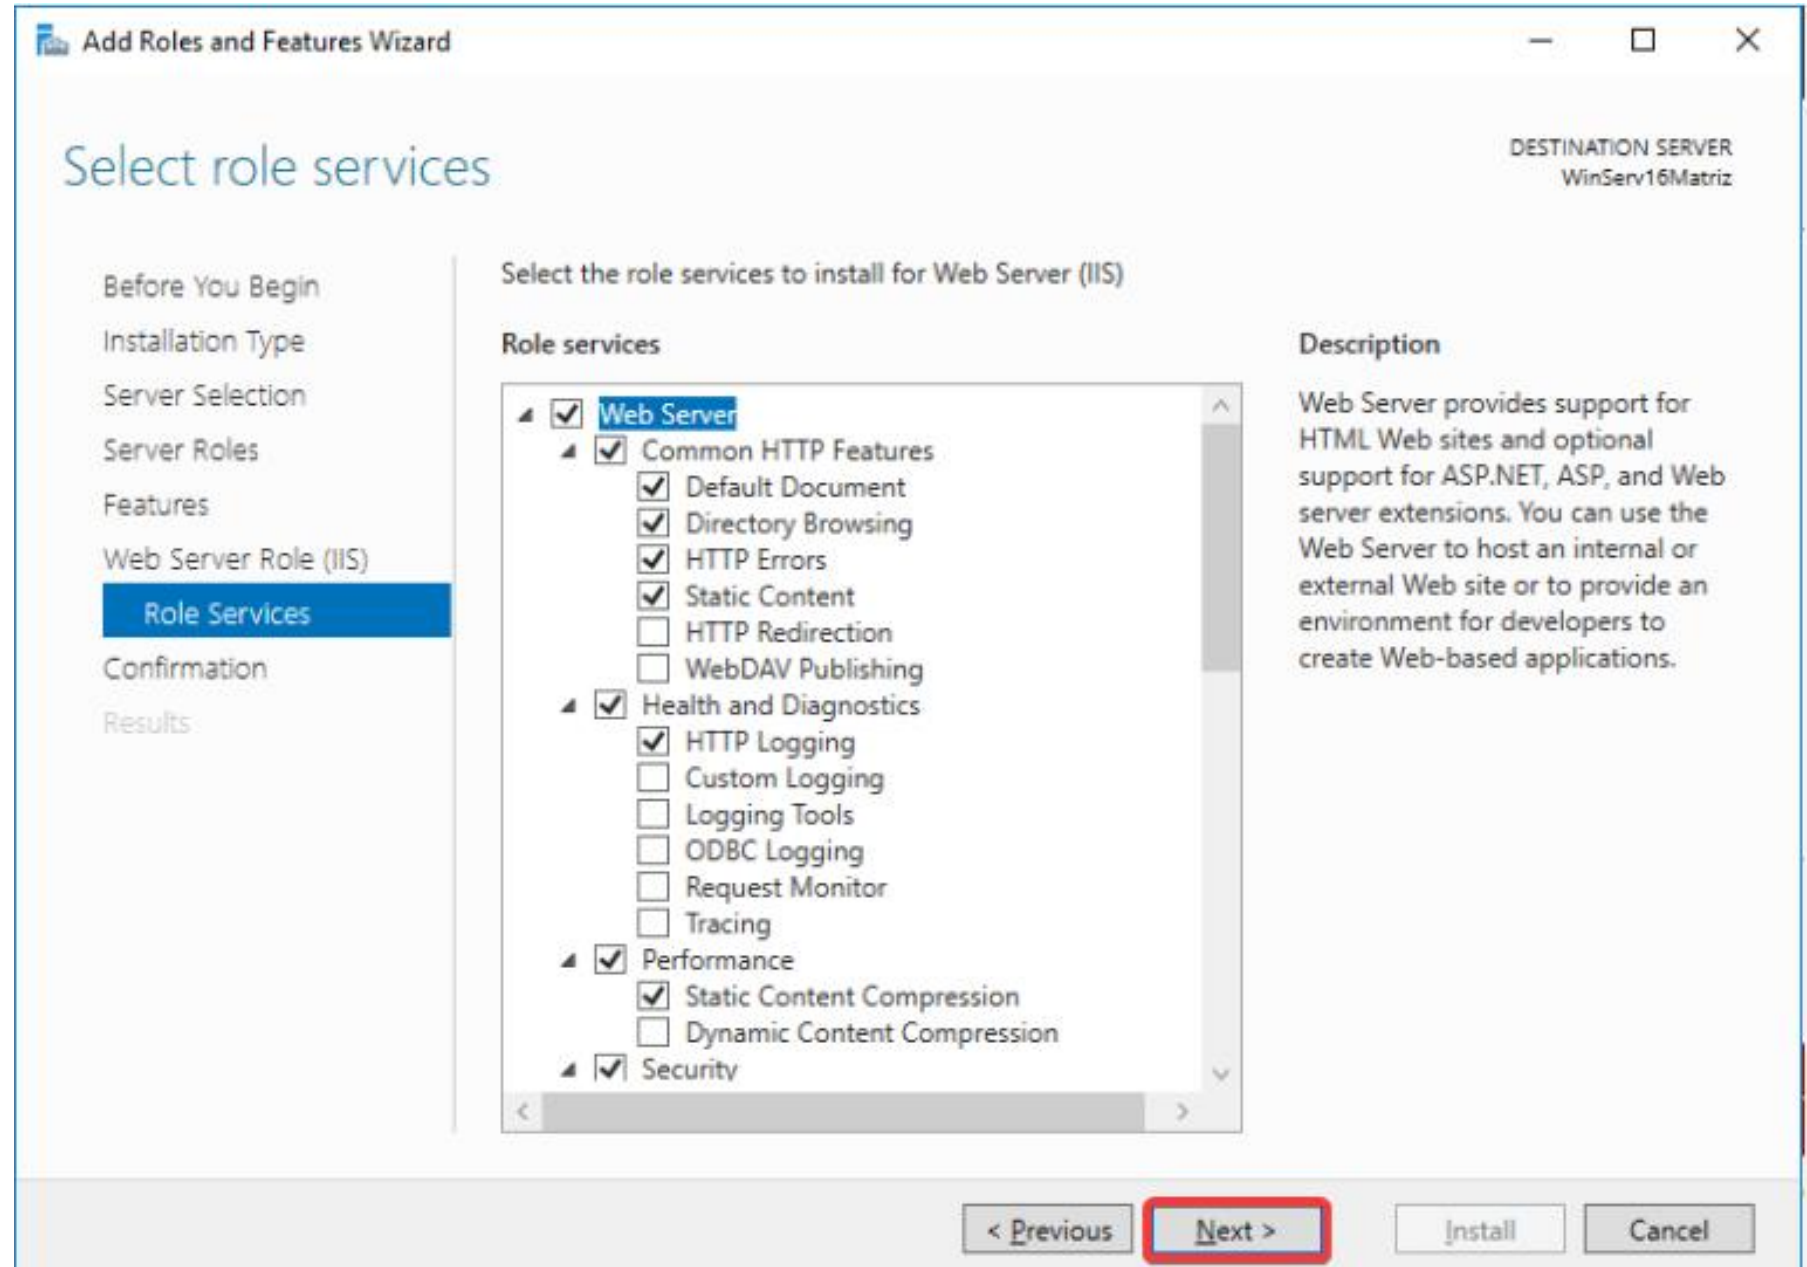 Add Roles and Features Wizard
Select role services
DESTINATION SERVER
WinServ16Matriz
Before You Begin
Installation Type
Server Selection
Server Roles
Features
Web Server Role (IIS)
Role Services
Confirmation
Results
Select the role services to install for Web Server (IIS)
Role services
Web Server
Common HTTP Features
Default Document
Directory Browsing
HTTP Errors
Static Content
HTTP Redirection
WebDAV Publishing
Health and Diagnostics
HTTP Logging
Custom Logging
Logging Tools
ODBC Logging
Request Monitor
Tracing
Performance
Static Content Compression
Dynamic Content Compression
Security
Description
Web Server provides support for
HTML Web sites and optional
support for ASP.NET, ASP, and Web
server extensions. You can use the
Web Server to host an internal or
external Web site or to provide an
environment for developers to
create Web-based applications.
< Previous
Next >
Install
Cancel